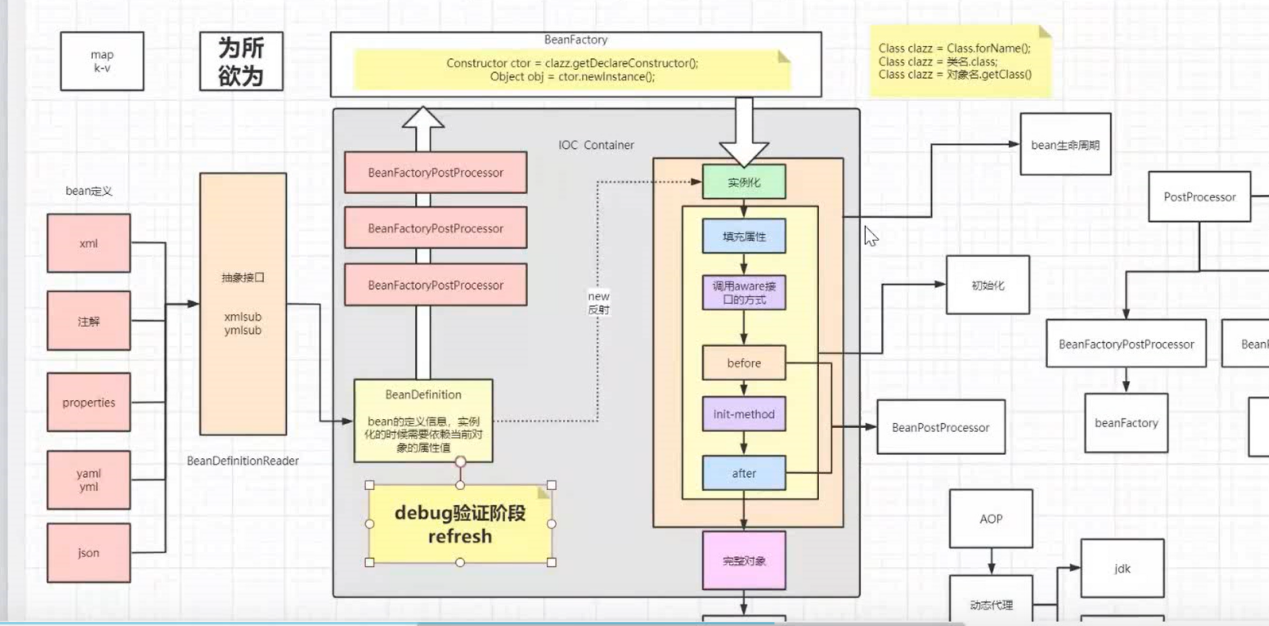 map
k-v
为所
欲为
BeanFactory
Constructor ctor = clazz.getDeclareConstructor();
Object obj = ctor.newInstance();
Class clazz = Class.forName();
Class clazz = 类名.class;
Class clazz = 对象名.getClass()
bean定义
xml
注解
properties
yaml
yml
json
抽象接口
xmlsub
ymlsub
BeanDefinitionReader
IOC Container
BeanFactoryPostProcessor
BeanFactoryPostProcessor
BeanFactoryPostProcessor
BeanDefinition
bean的定义信息，实例
化的时候需要依赖当前对
象的属性值
debug验证阶段
refresh
new
反射
实例化
填充属性
调用aware接
口的方式
before
init-method
after
完整对象
bean生命周期
初始化
BeanPostProcessor
PostProcessor
BeanFactoryPostProcessor
beanFactory
AOP
动态代理
jdk